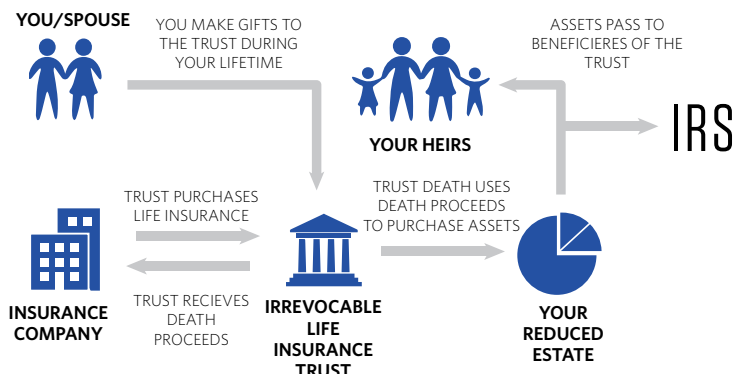 YOU/SPOUSE
YOU MAKE GIFTS TO
THE TRUST DURING
YOUR LIFETIME
ASSETS PASS TO
BENEFICIERES OF THE
TRUST
YOUR HEIRS
IRS
TRUST PURCHASES
LIFE INSURANCE
TRUST DEATH USES
DEATH PROCEEDS
TO PURCHASE ASSETS
INSURANCE
COMPANY
TRUST RECIEVES
DEATH
PROCEEDS
IRREVOCABLE
LIFE
INSURANCE
TRUST
YOUR
REDUCED
ESTATE